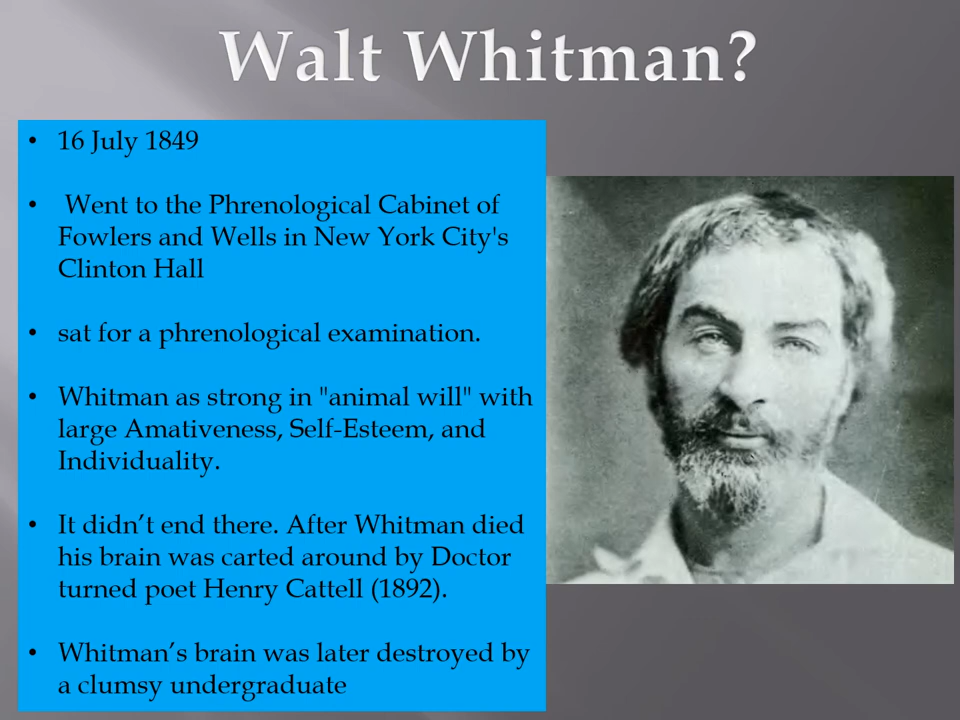 Walt Whitman?
• 16 July 1849
• Went to the Phrenological Cabinet of
Fowlers and Wells in New York City's
Clinton Hall
• sat for a phrenological examination.
• Whitman as strong in "animal will" with
large Amativeness, Self-Esteem, and
Individuality.
• It didn’t end there. After Whitman died
his brain was carted around by Doctor
turned poet Henry Cattell (1892).
• Whitman’s brain was later destroyed by
a clumsy undergraduate